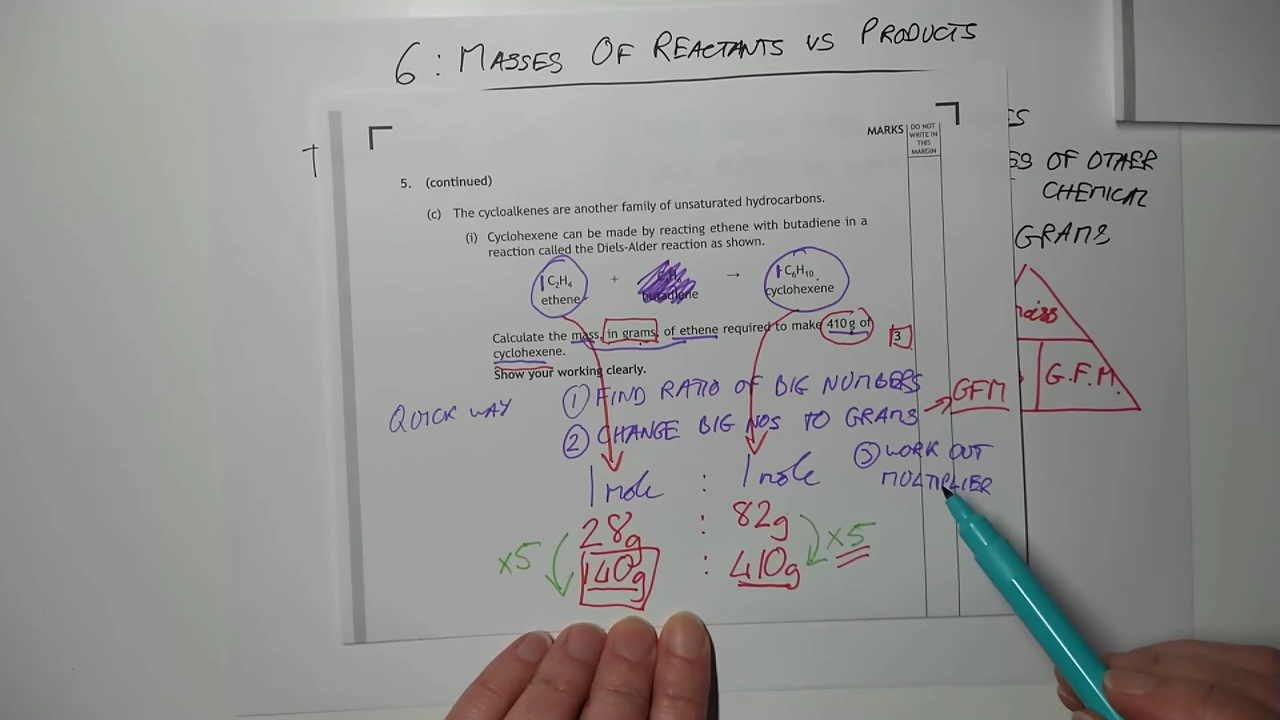 6: MASSES OF REACTANTS VS PRODUCTS
MARKS
DO NOT
WRITE IN
THIS
MARGIN
5. (continued)
(c) The cycloalkenes are another family of unsaturated hydrocarbons.
(i) Cyclohexene can be made by reacting ethene with butadiene in a
reaction called the Diels-Alder reaction as shown.
1 C₂H₄ + → 1 C₆H₁₀
ethene butadiene cyclohexene
Calculate the mass, in grams, of ethene required to make 410 g of
cyclohexene.
3
Show your working clearly.
QUICK WAY
① FIND RATIO OF BIG NUMBERS
② CHANGE BIG NOS TO GRAMS → GFM
③ WORK OUT
MULTIPLIER
1 mole : 1 mole
28g : 82g
x5 140g : 410g x5
OF OTHER
CHEMICAL
GRAMS
G.F.M.